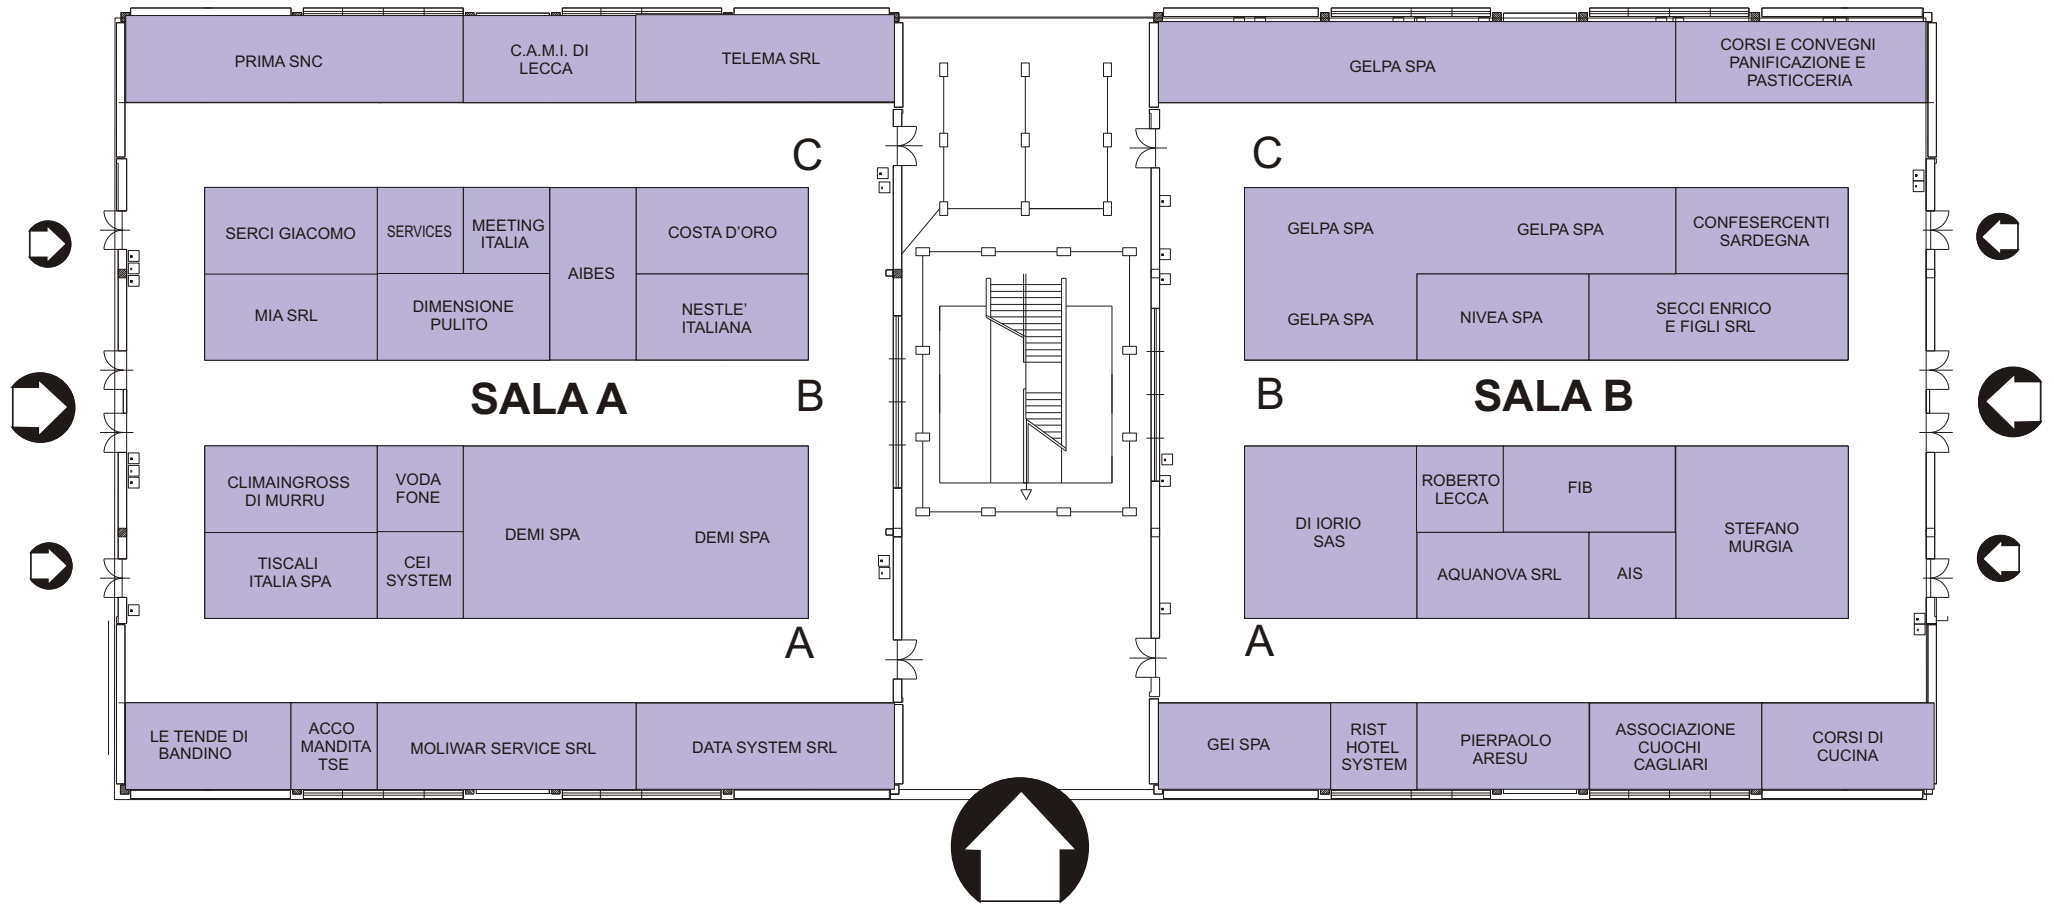 PRIMA SNC
C.A.M.I. DI
LECCA
TELEMA SRL
C
SERCI GIACOMO
SERVICES
MEETING
ITALIA
AIBES
COSTA D'ORO
MIA SRL
DIMENSIONE
PULITO
NESTLE'
ITALIANA
SALA A
B
CLIMAINGROSS
DI MURRU
VODA
FONE
DEMI SPA
DEMI SPA
TISCALI
ITALIA SPA
CEI
SYSTEM
A
LE TENDE DI
BANDINO
ACCO
MANDITA
TSE
MOLIWAR SERVICE SRL
DATA SYSTEM SRL
GELPA SPA
CORSI E CONVEGNI
PANIFICAZIONE E
PASTICCERIA
C
GELPA SPA
GELPA SPA
CONFESERCENTI
SARDEGNA
GELPA SPA
NIVEA SPA
SECCI ENRICO
E FIGLI SRL
B
SALA B
DI IORIO
SAS
ROBERTO
LECCA
FIB
STEFANO
MURGIA
AQUANOVA SRL
AIS
A
GEI SPA
RIST
HOTEL
SYSTEM
PIERPAOLO
ARESU
ASSOCIAZIONE
CUOCHI
CAGLIARI
CORSI DI
CUCINA